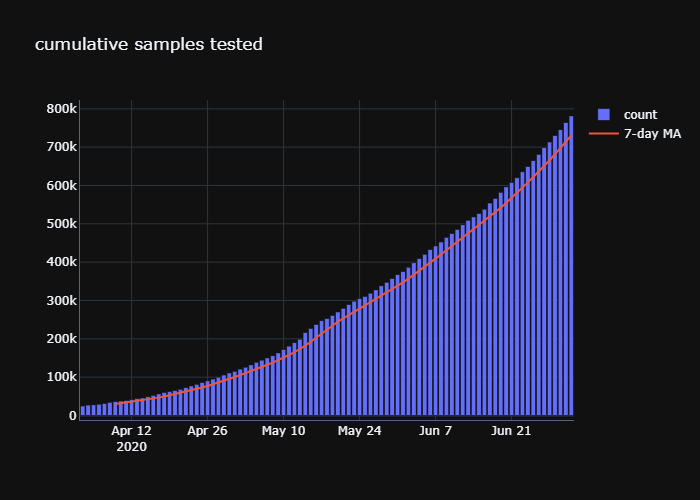 cumulative samples tested
800k
700k
600k
500k
400k
300k
200k
100k
0
Apr 12
2020
Apr 26
May 10
May 24
Jun 7
Jun 21
count
7-day MA